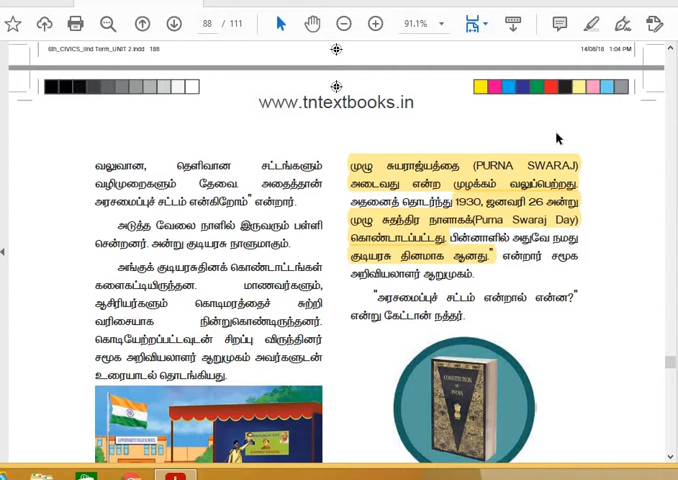 88 / 111
91.1%
6th_CIVICS_IInd Term_UNIT 2.indd 188
14/08/18 1:04 PM
www.tntextbooks.in
வலுவான, தெளிவான சட்டங்களும்
வழிமுறைகளும் தேவை. அதைத்தான்
அரசமைப்புச் சட்டம் என்கிறோம்" என்றார்.
அடுத்த வேலை நாளில் இருவரும் பள்ளி
சென்றனர். அன்று குடியரசு நாளுமாகும்.
அங்குக் குடியரசுதினக் கொண்டாட்டங்கள்
களைகட்டியிருந்தன. மாணவர்களும்,
ஆசிரியர்களும் கொடிமரத்தைச் சுற்றி
வரிசையாக நின்றுகொண்டிருந்தனர்.
கொடியேற்றப்பட்டவுடன் சிறப்பு விருந்தினர்
சமூக அறிவியலாளர் ஆறுமுகம் அவர்களுடன்
உரையாடல் தொடங்கியது.
முழு சுயராஜ்யத்தை (PURNA SWARAJ)
அடைவது என்ற முழக்கம் வலுப்பெற்றது.
அதனைத் தொடர்ந்து 1930, ஜனவரி 26 அன்று
முழு சுதந்திர நாளாகக்(Purna Swaraj Day)
கொண்டாடப்பட்டது. பின்னாளில் அதுவே நமது
குடியரசு தினமாக ஆனது." என்றார் சமூக
அறிவியலாளர் ஆறுமுகம்.
"அரசமைப்புச் சட்டம் என்றால் என்ன?"
என்று கேட்டான் நத்தர்.
CONSTITUTION
OF
INDIA